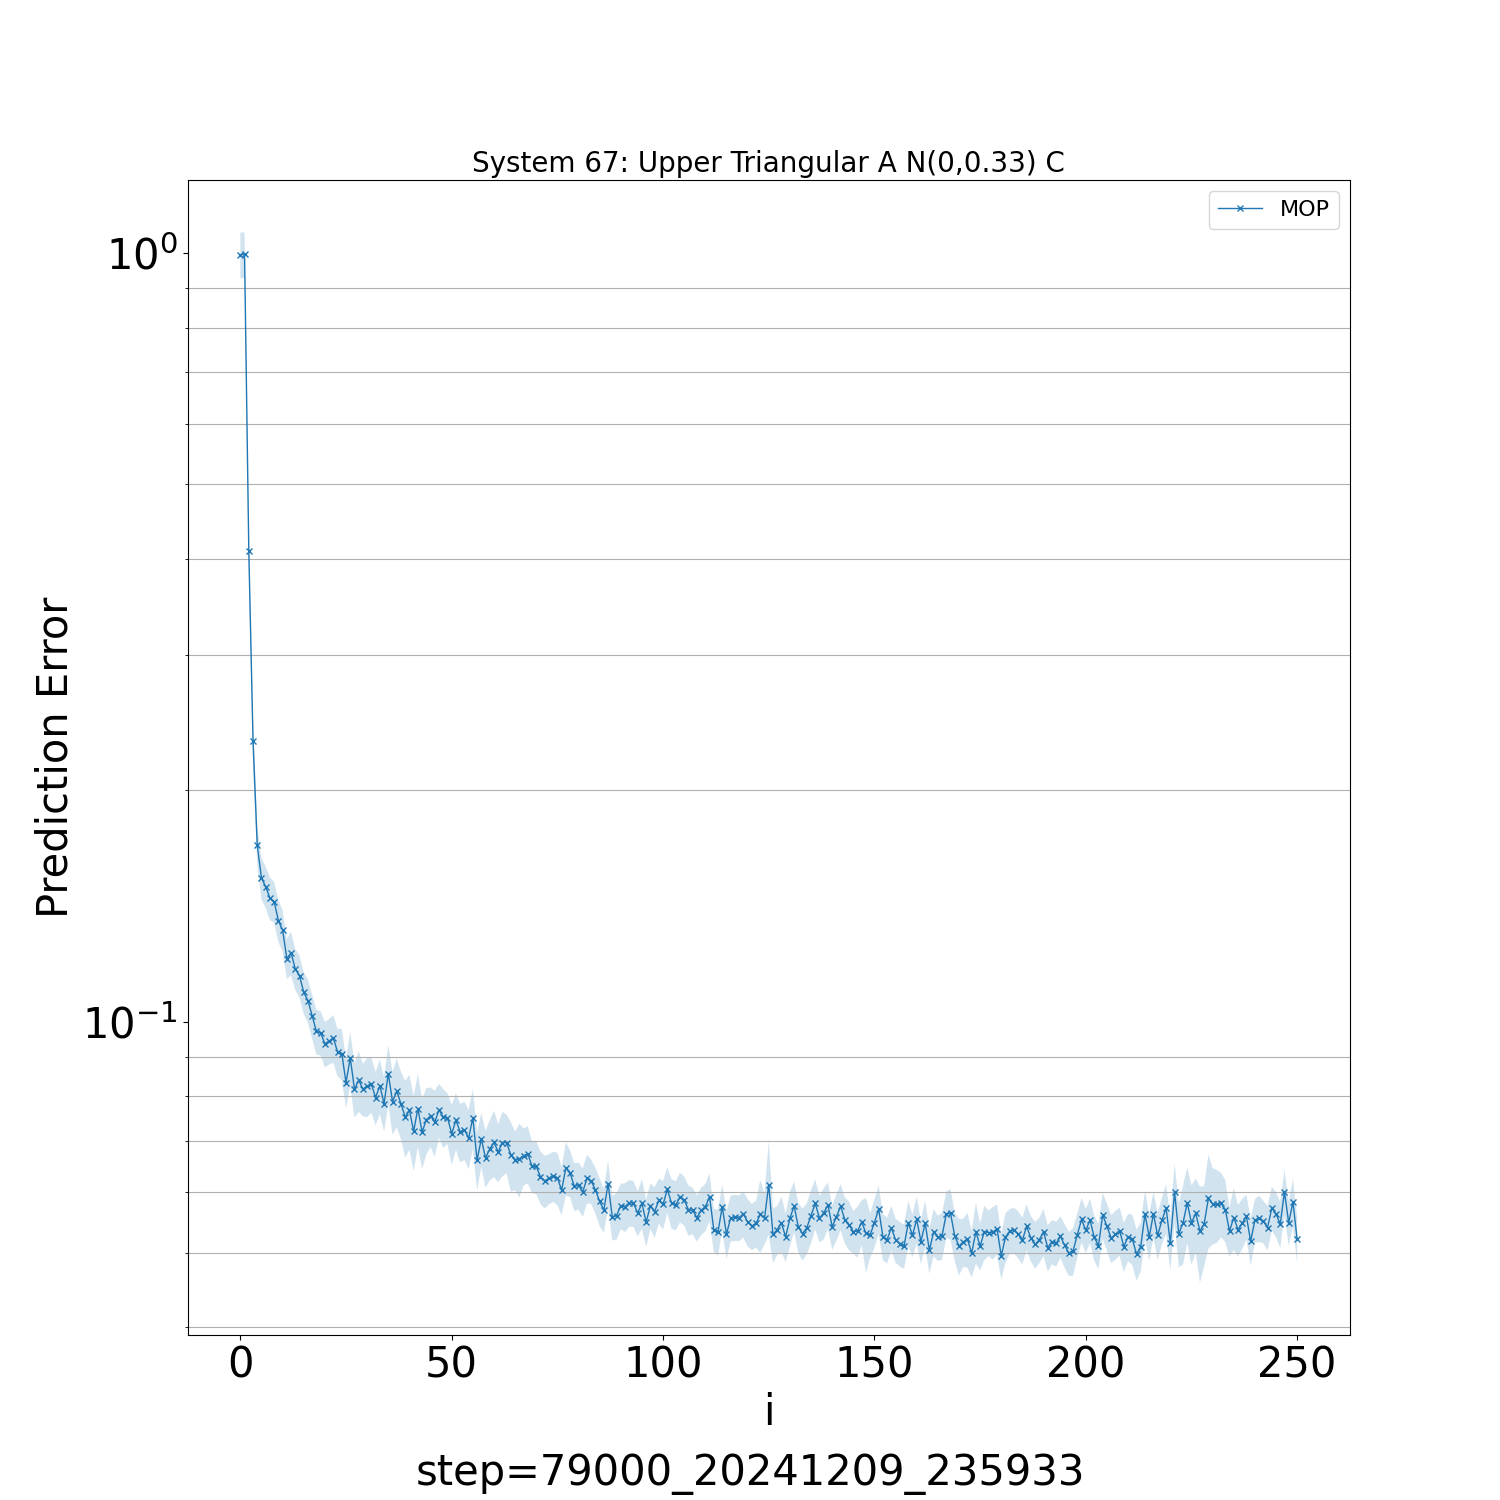 System 67: Upper Triangular A N(0,0.33) C
MOP
10⁰
10⁻¹
Prediction Error
0 50 100 150 200 250
i
step=79000_20241209_235933